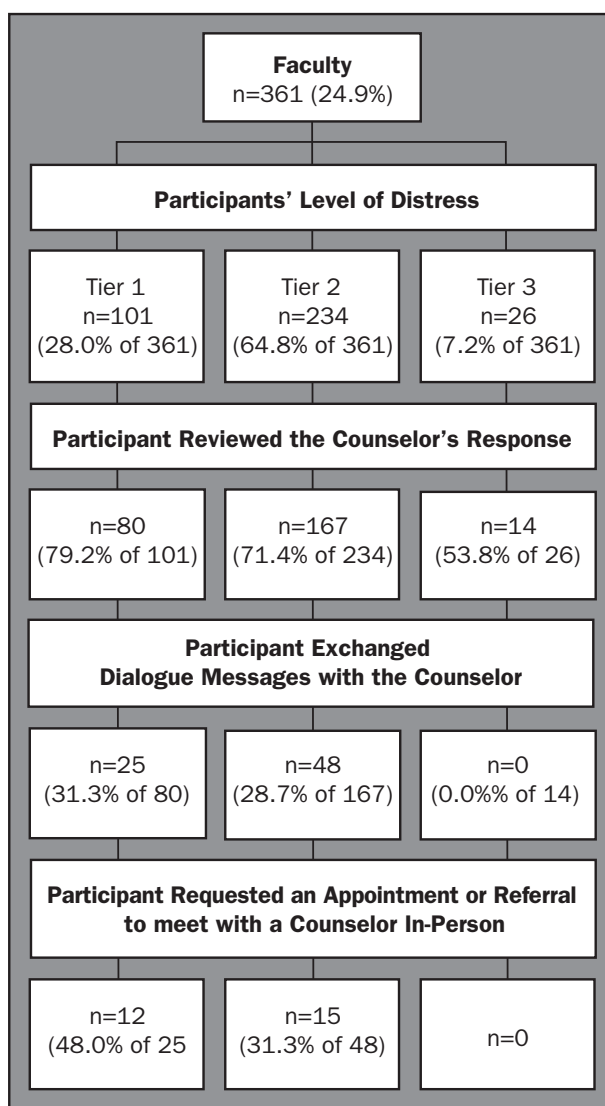 Faculty
n=361 (24.9%)
Participants’ Level of Distress
Tier 1
n=101
(28.0% of 361)
Tier 2
n=234
(64.8% of 361)
Tier 3
n=26
(7.2% of 361)
Participant Reviewed the Counselor’s Response
n=80
(79.2% of 101)
n=167
(71.4% of 234)
n=14
(53.8% of 26)
Participant Exchanged
Dialogue Messages with the Counselor
n=25
(31.3% of 80)
n=48
(28.7% of 167)
n=0
(0.0%% of 14)
Participant Requested an Appointment or Referral
to meet with a Counselor In-Person
n=12
(48.0% of 25
n=15
(31.3% of 48)
n=0